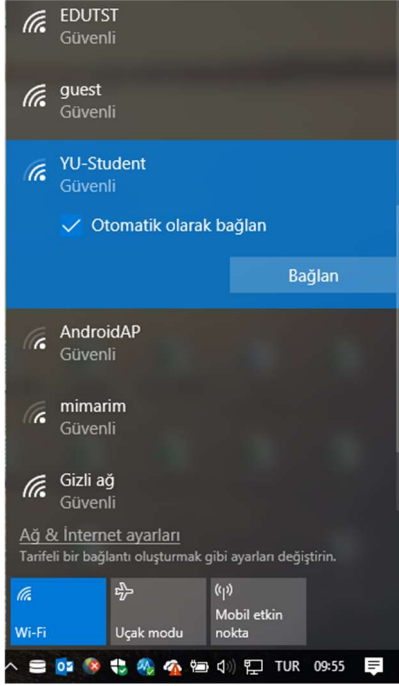 EDUTST
Güvenli
guest
Güvenli
YU-Student
Güvenli
Otomatik olarak bağlan
Bağlan
AndroidAP
Güvenli
mimarim
Güvenli
Gizli ağ
Güvenli
Ağ & İnternet ayarları
Tarifeli bir bağlantı oluşturmak gibi ayarları değiştirin.
Wi-Fi
Uçak modu
Mobil etkin
nokta
TUR 09:55